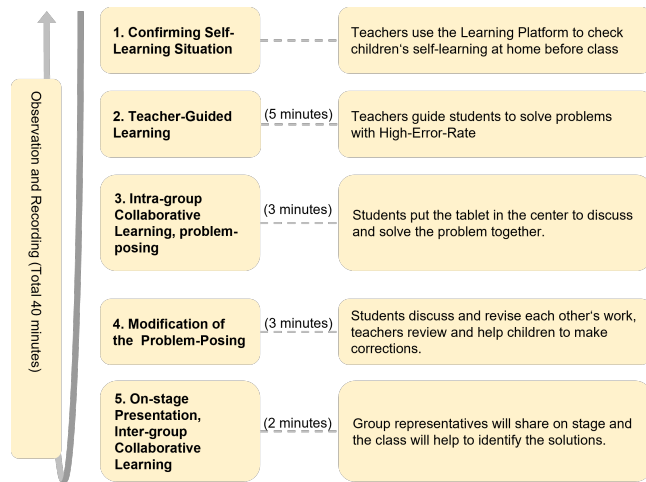 1. Confirming Self-
Learning Situation
Teachers use the Learning Platform to check
children‘s self-learning at home before class
Observation and Recording (Total 40 minutes)
2. Teacher-Guided
Learning
(5 minutes)
Teachers guide students to solve problems
with High-Error-Rate
3. Intra-group
Collaborative
Learning, problem-
posing
(3 minutes)
Students put the tablet in the center to discuss
and solve the problem together.
4. Modification of
the Problem-Posing
(3 minutes)
Students discuss and revise each other‘s work,
teachers review and help children to make
corrections.
5. On-stage
Presentation,
Inter-group
Collaborative
Learning
(2 minutes)
Group representatives will share on stage and
the class will help to identify the solutions.